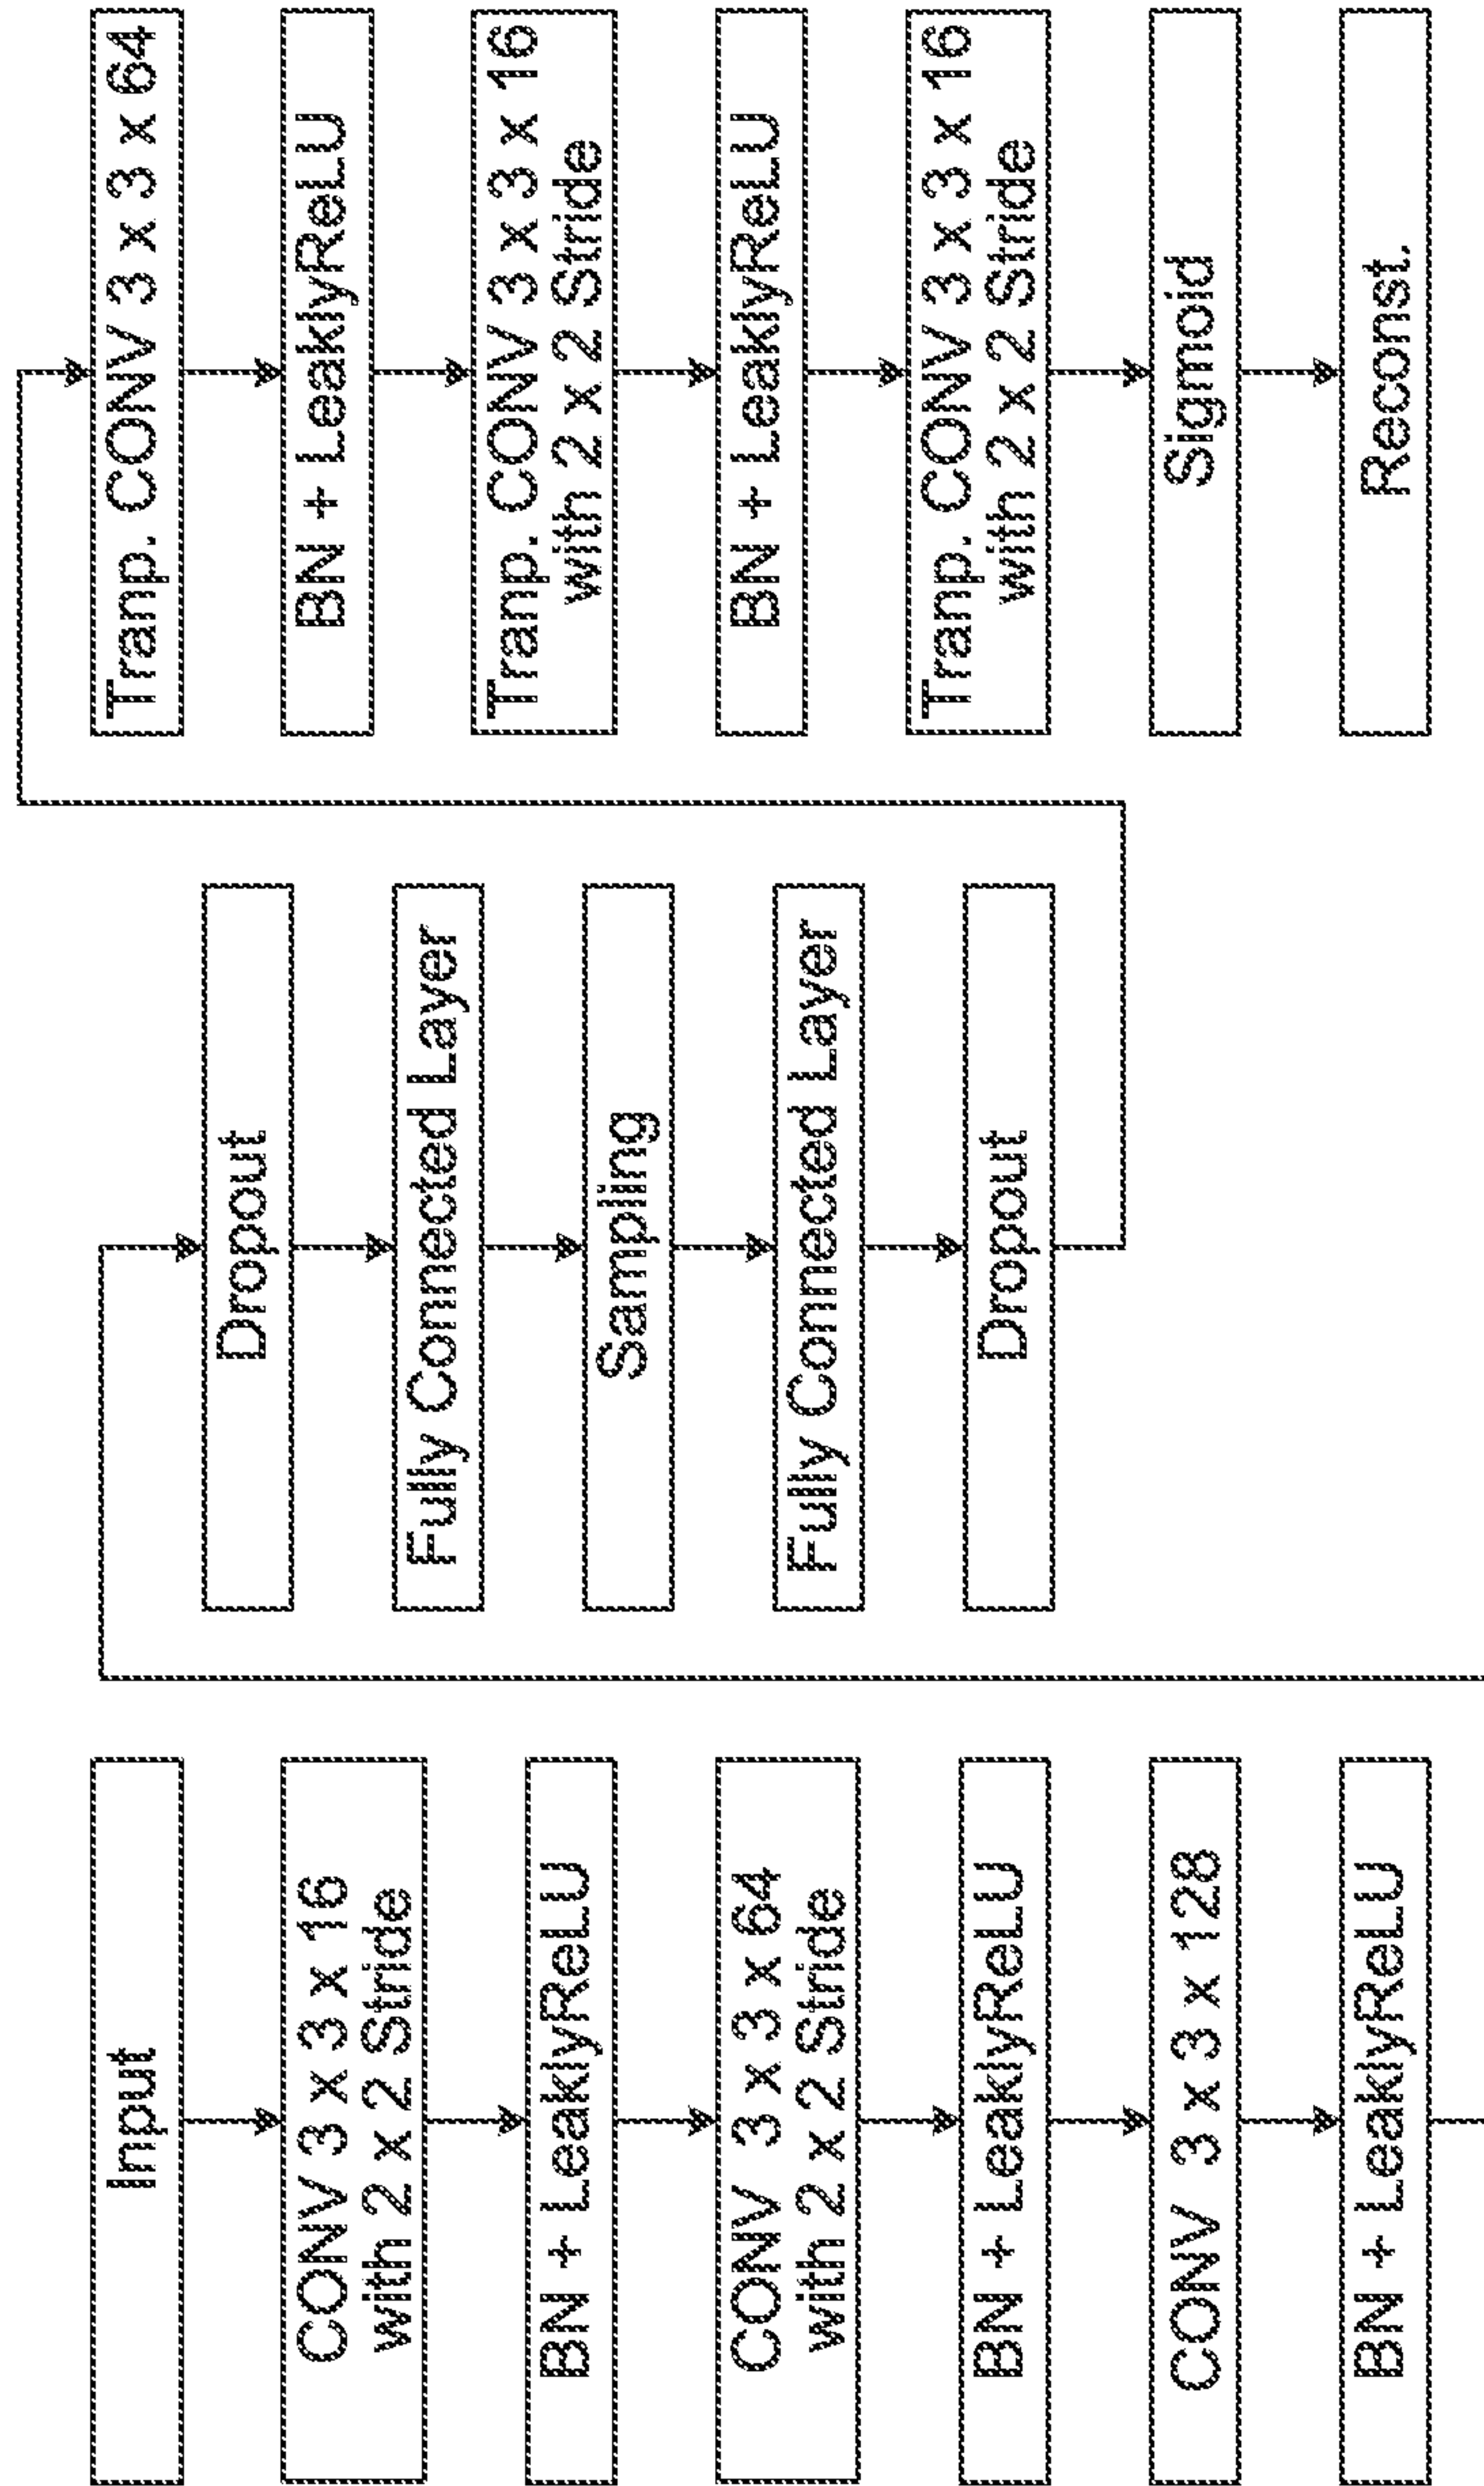 Input
CONV 3 x 3 x 16
with 2 x 2 Stride
BN + LeaklyReLU
CONV 3 x 3 x 64
with 2 x 2 Stride
BN + LeaklyReLU
CONV 3 x 3 x 128
BN + LeaklyReLU
Dropout
Fully Connected Layer
Sampling
Fully Connected Layer
Dropout
Tranp. CONV 3 x 3 x 64
BN + LeaklyReLU
Tranp. CONV 3 x 3 x 16
with 2 x 2 Stride
BN + LeaklyReLU
Tranp. CONV 3 x 3 x 16
with 2 x 2 Stride
Sigmoid
Reconst.